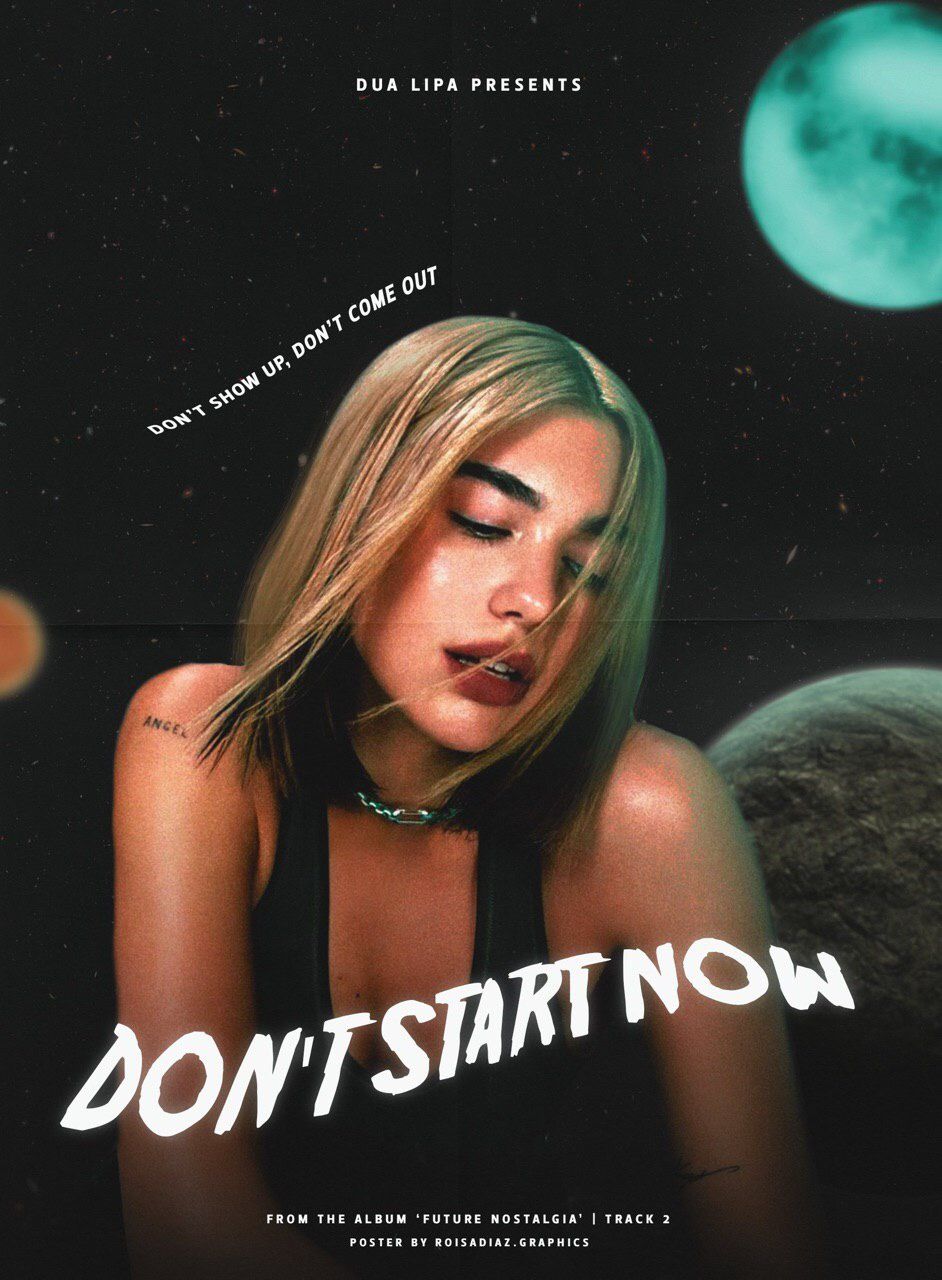 DUA LIPA PRESENTS
DON'T SHOW UP, DON'T COME OUT
ANGEL
DON'T START NOW
FROM THE ALBUM ‘FUTURE NOSTALGIA’ | TRACK 2
POSTER BY ROISADIAZ.GRAPHICS